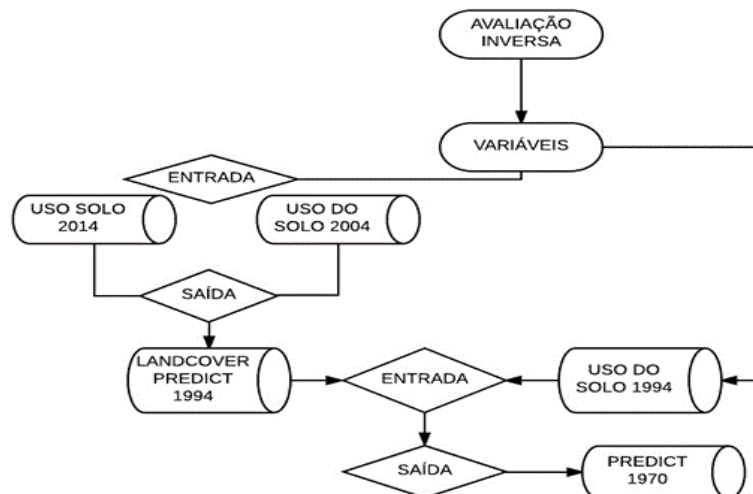 AVALIAÇÃO
INVERSA
VARIÁVEIS
ENTRADA
USO SOLO
2014
USO DO
SOLO 2004
SAÍDA
LANDCOVER
PREDICT
1994
ENTRADA
USO DO
SOLO 1994
SAÍDA
PREDICT
1970